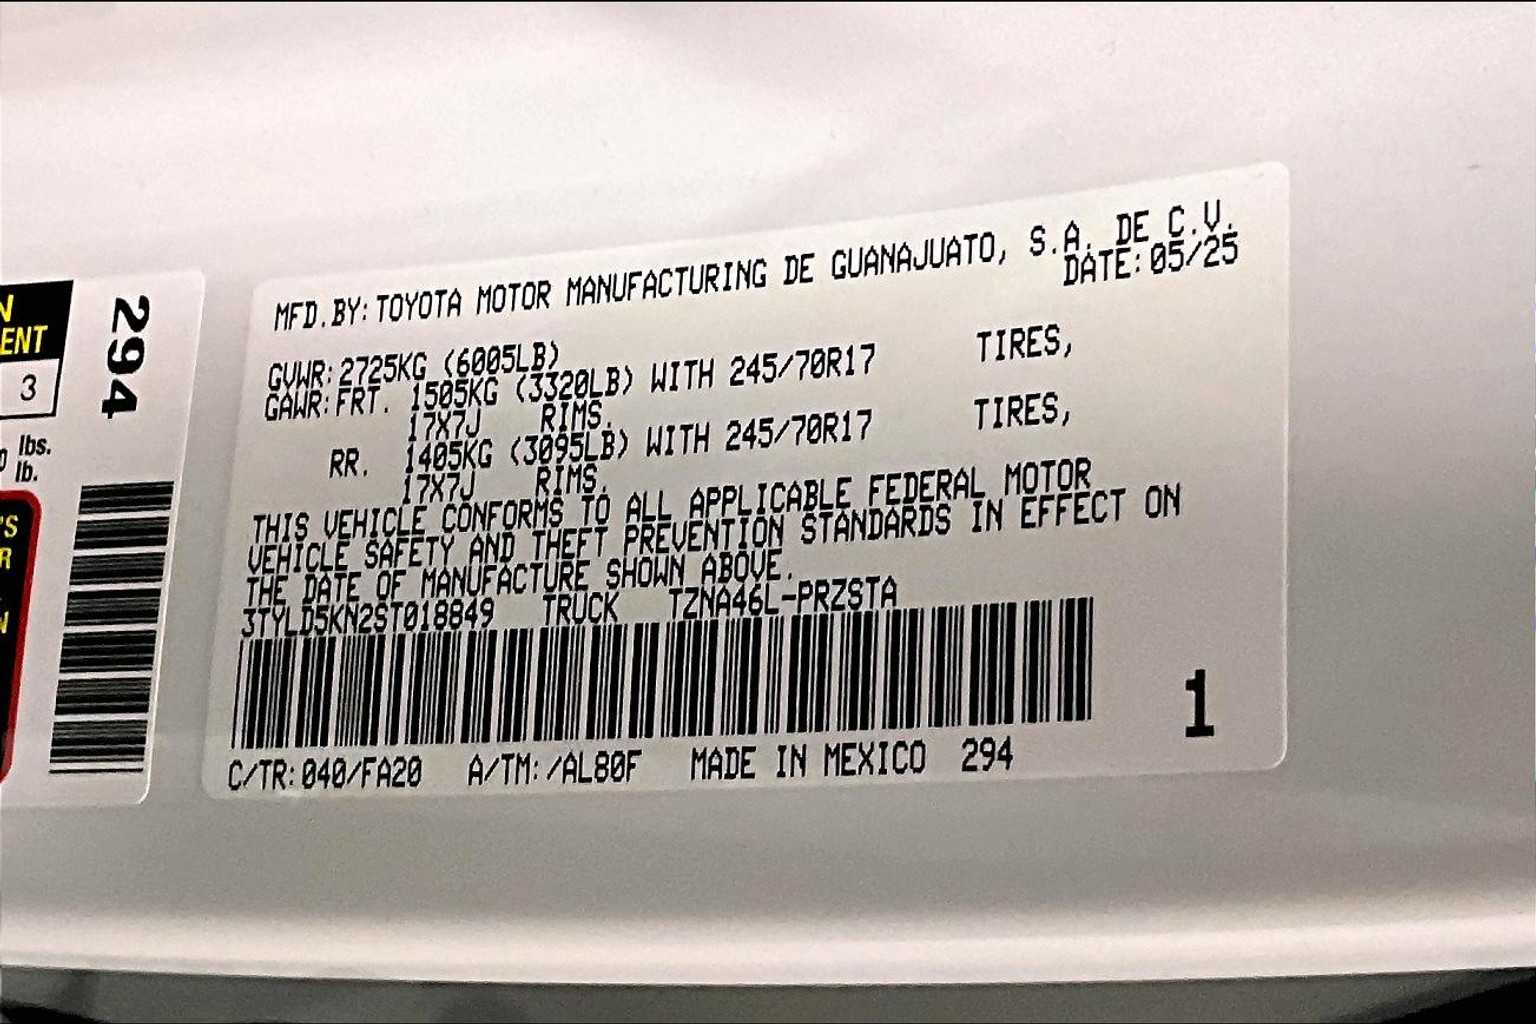 N
ENT
3
0 lbs.
lb.
'S
R
294
MFD.BY:TOYOTA MOTOR MANUFACTURING DE GUANAJUATO, S.A. DE C.V.
DATE:05/25
GVWR:2725KG (6005LB)
GAWR:FRT. 1505KG (3320LB) WITH 245/70R17 TIRES,
17X7J RIMS.
RR. 1405KG (3095LB) WITH 245/70R17 TIRES,
17X7J RIMS.
THIS VEHICLE CONFORMS TO ALL APPLICABLE FEDERAL MOTOR
VEHICLE SAFETY AND THEFT PREVENTION STANDARDS IN EFFECT ON
THE DATE OF MANUFACTURE SHOWN ABOVE.
3TYLD5KN2ST018849 TRUCK TZNA46L-PRZSTA
1
C/TR:040/FA20 A/TM:/AL80F MADE IN MEXICO 294